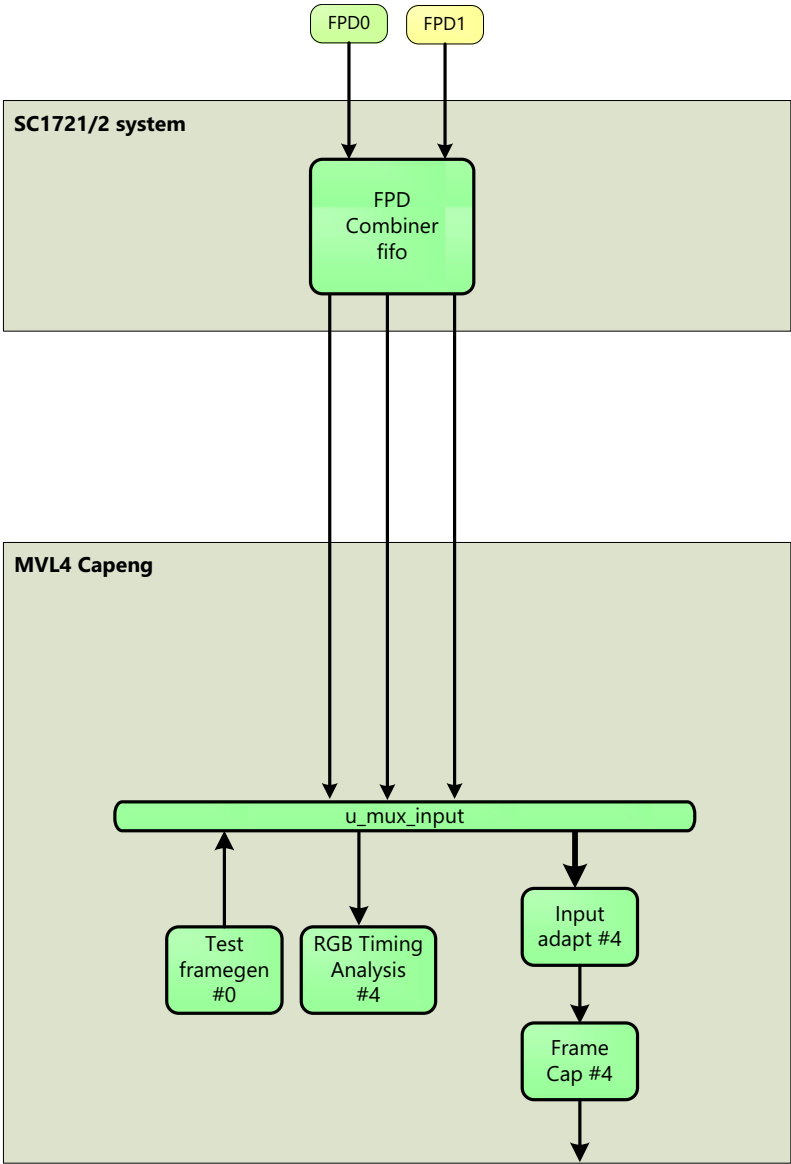 FPD0
FPD1
SC1721/2 system
FPD
Combiner
fifo
MVL4 Capeng
u_mux_input
Test
framegen
#0
RGB Timing
Analysis
#4
Input
adapt #4
Frame
Cap #4